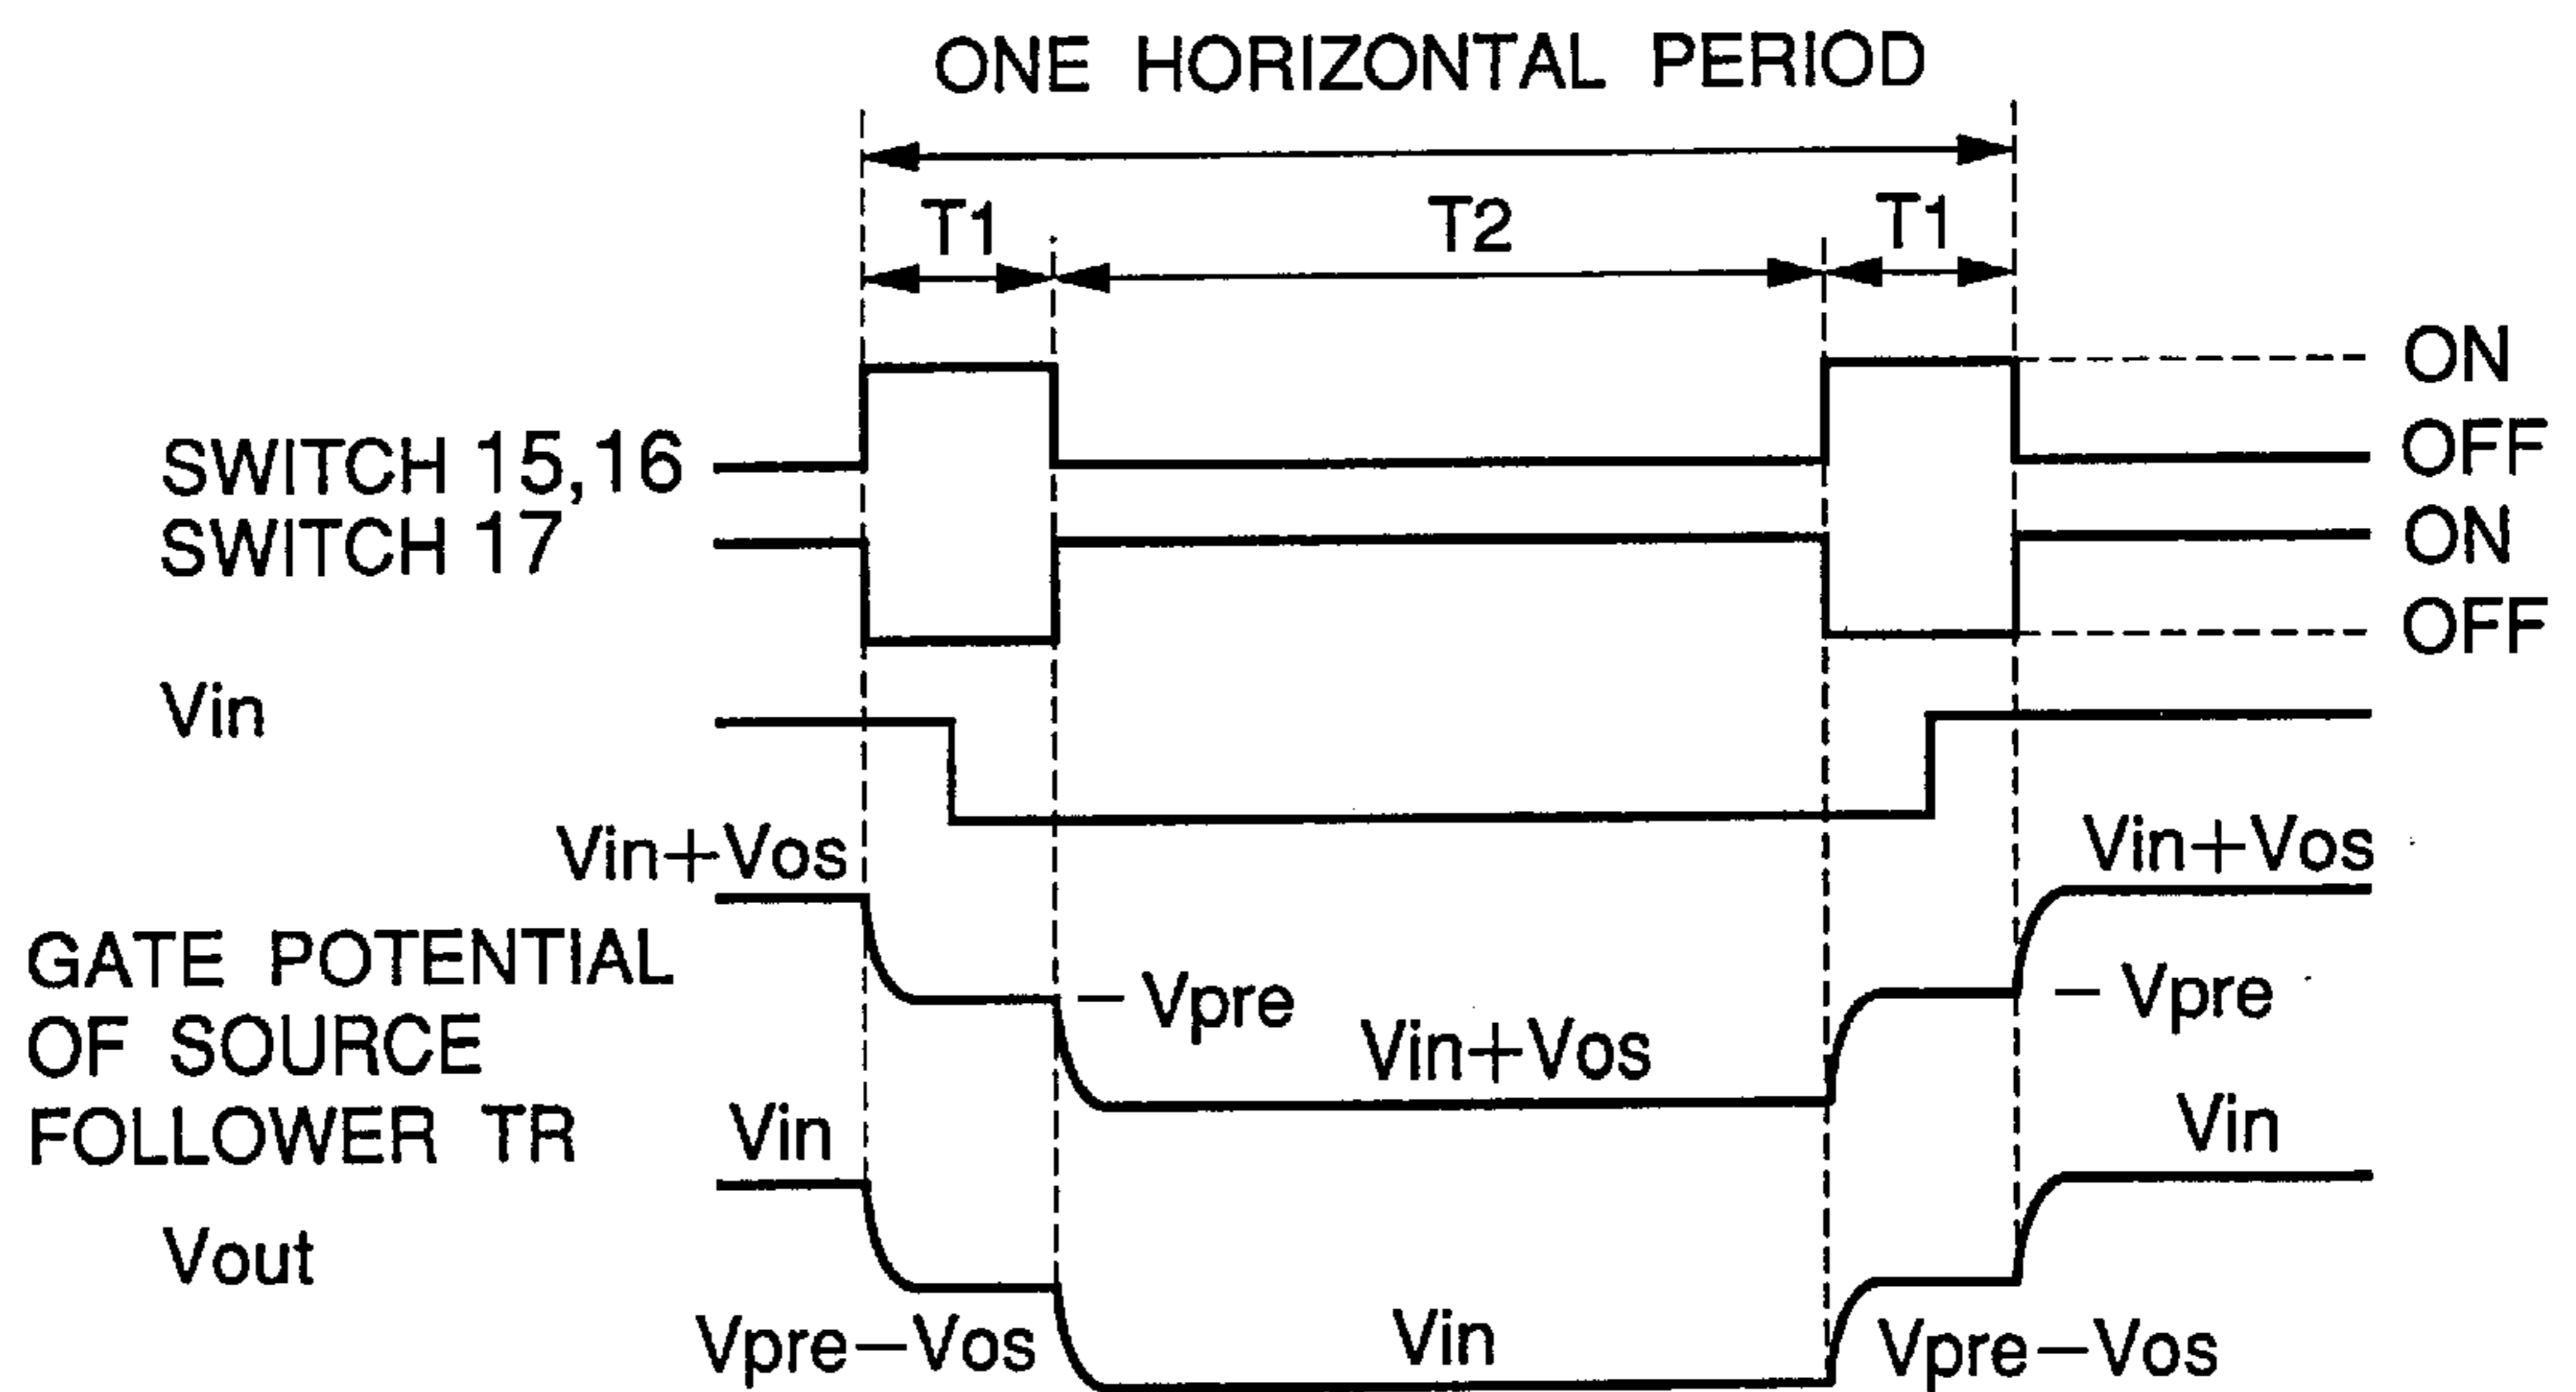 ONE HORIZONTAL PERIOD
T1 T2 T1
ON
SWITCH 15,16 OFF
SWITCH 17 ON
OFF
Vin
Vin+Vos Vin+Vos
GATE POTENTIAL
OF SOURCE
FOLLOWER TR
– Vpre – Vpre
Vin+Vos
Vin Vin
Vout
Vpre–Vos Vin Vpre–Vos